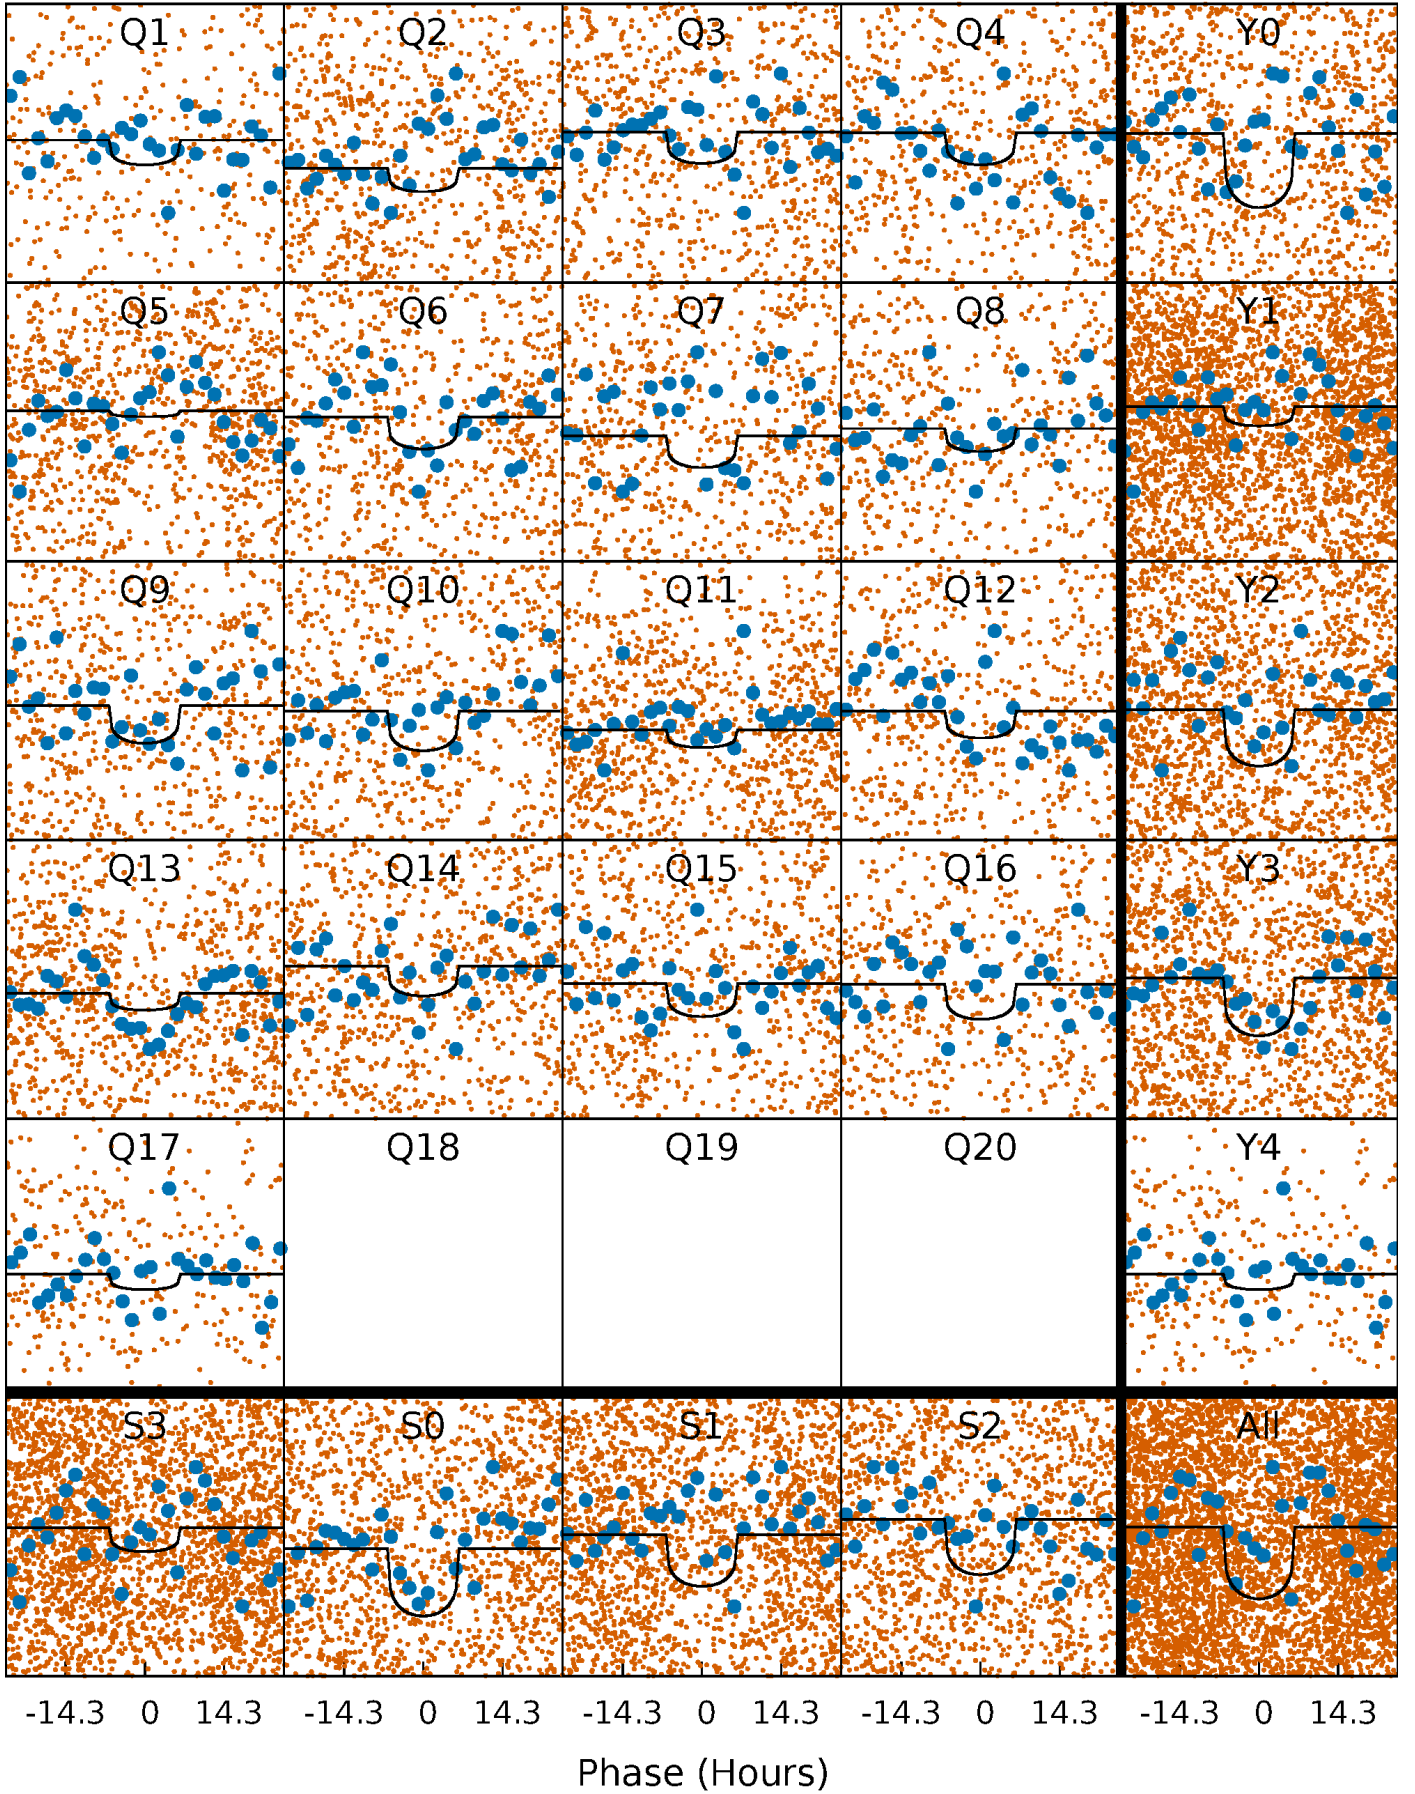 Q1 Q2 Q3 Q4 Y0
Q5 Q6 Q7 Q8 Y1
Q9 Q10 Q11 Q12 Y2
Q13 Q14 Q15 Q16 Y3
Q17 Q18 Q19 Q20 Y4
S3 S0 S1 S2 All
-14.3 0 14.3 -14.3 0 14.3 -14.3 0 14.3 -14.3 0 14.3 -14.3 0 14.3
Phase (Hours)